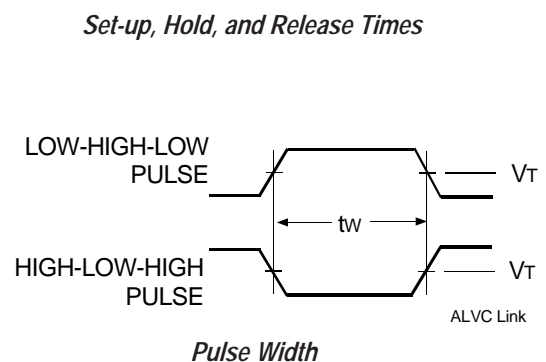 Set-up, Hold, and Release Times
LOW-HIGH-LOW
PULSE
VT
tW
HIGH-LOW-HIGH
PULSE
VT
ALVC Link
Pulse Width